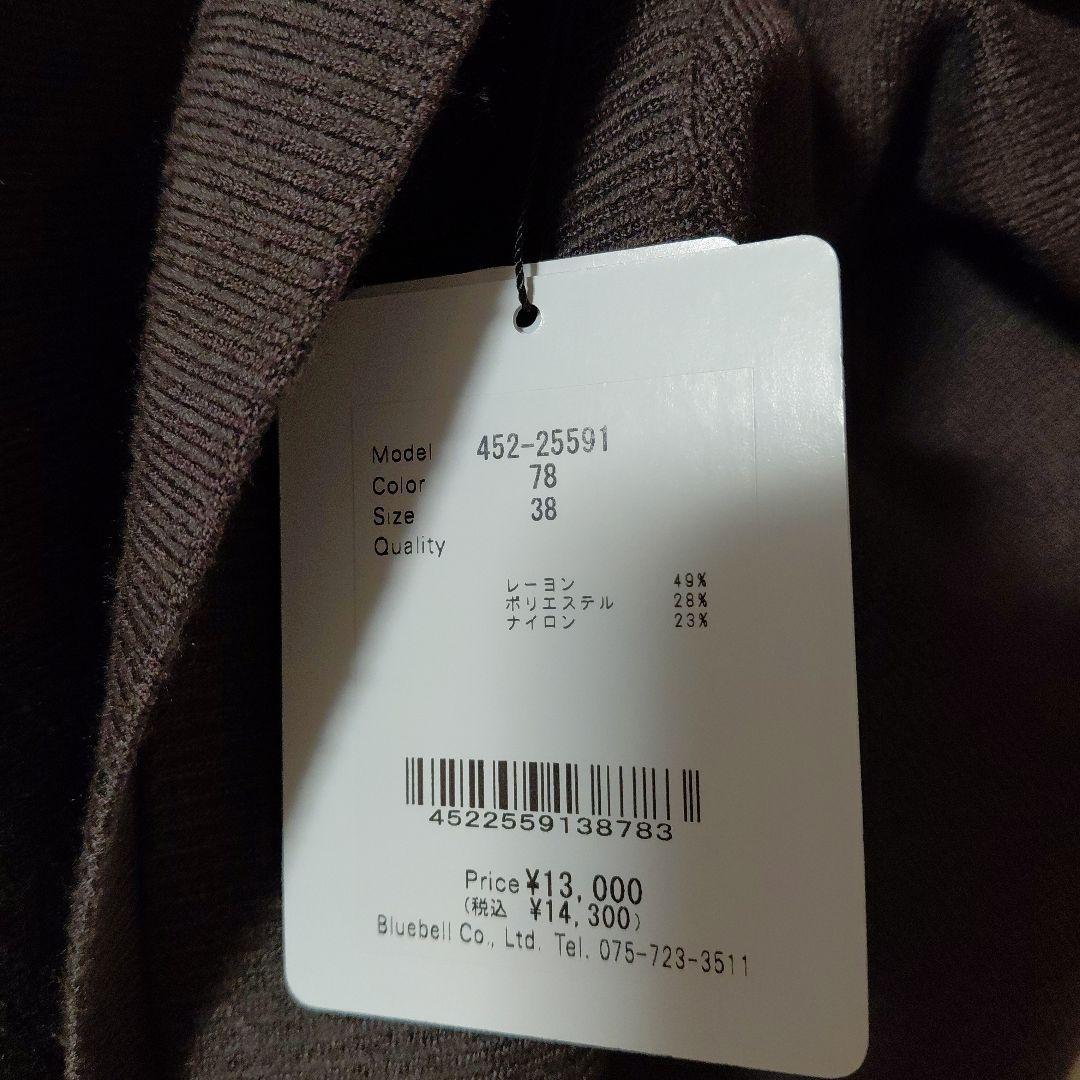 Model 452-25591
Color 78
Size 38
Quality
レーヨン 49%
ポリエステル 28%
ナイロン 23%
4522559138783
Price ¥13,000
(税込 ¥14,300)
Bluebell Co., Ltd. Tel. 075-723-3511